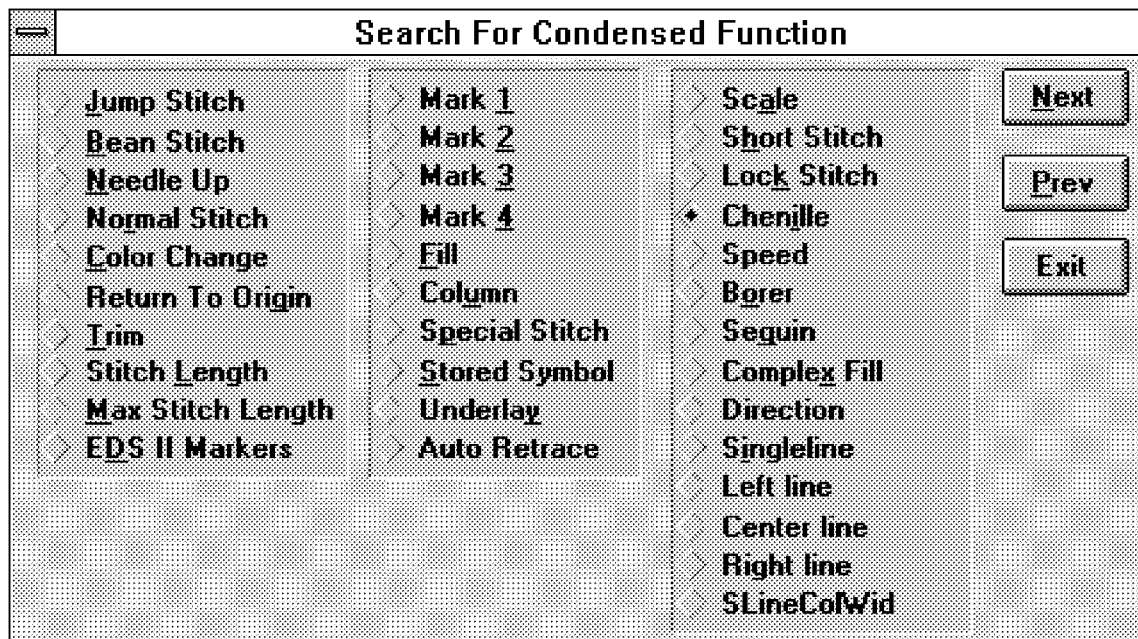 Search For Condensed Function
Jump Stitch
Bean Stitch
Needle Up
Normal Stitch
Color Change
Return To Origin
Trim
Stitch Length
Max Stitch Length
EDS II Markers
Mark 1
Mark 2
Mark 3
Mark 4
Fill
Column
Special Stitch
Stored Symbol
Underlay
Auto Retrace
Scale
Short Stitch
Lock Stitch
Chenille
Speed
Borer
Sequin
Complex Fill
Direction
Singleline
Left line
Center line
Right line
SLineColWid
Next
Prev
Exit